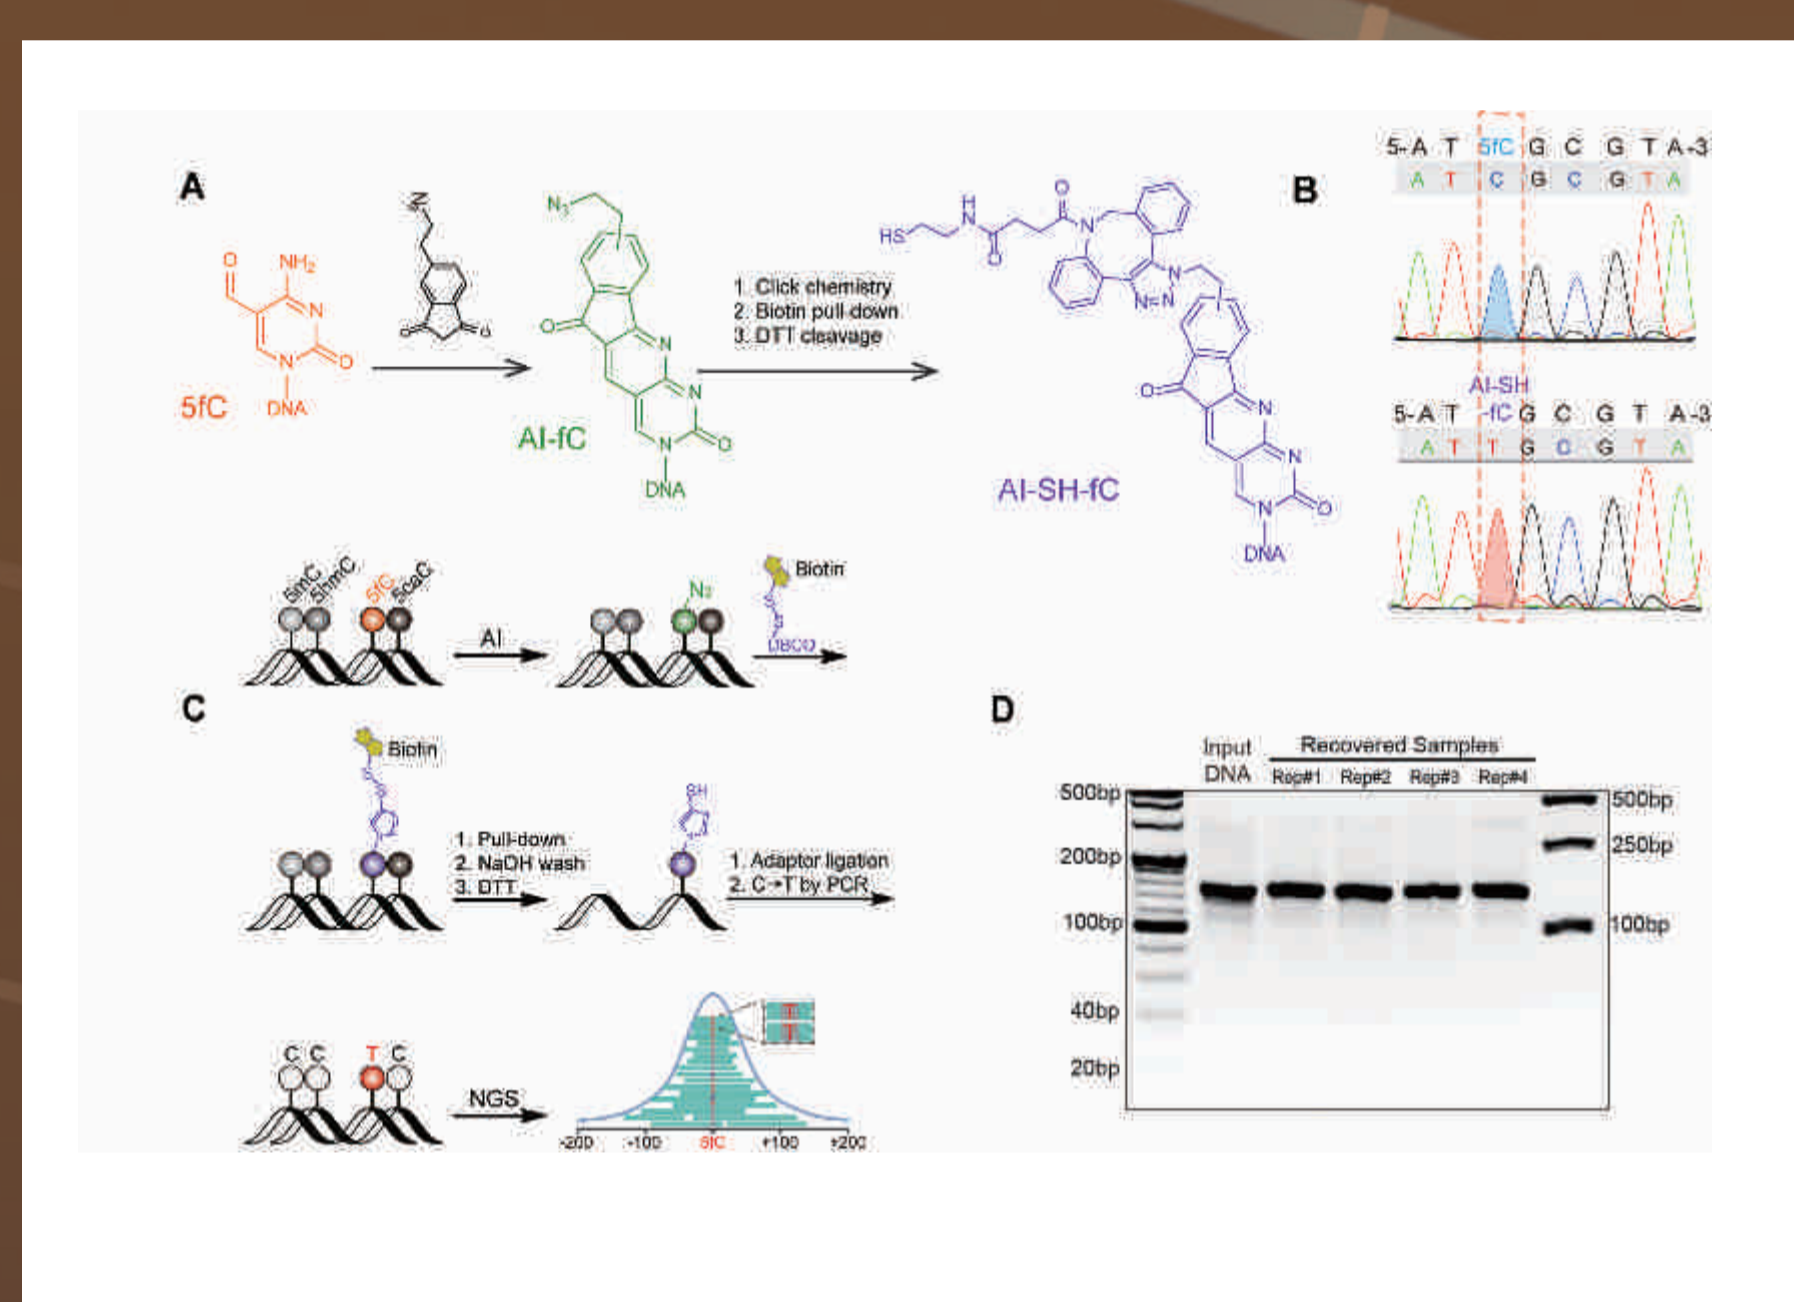 A
O
NH₂
N
N
O
DNA
5fC
N
O
O
N₃
O
N
N
N
O
DNA
AI-fC
1. Click chemistry
2. Biotin pull-down
3. DTT cleavage
HS
H
N
O
O
N
N
N=N
O
N
N
N
O
DNA
AI-SH-fC
B
5-A T 5fC G C G T A-3
A T C G C G T A
AI-SH
5-A T -fC G C G T A-3
A T T G C G T A
C
5mC
5hmC
5fC
5caC
AI
N₃
Biotin
S
S
DBCO
Biotin
S
S
1. Pull-down
2. NaOH wash
3. DTT
SH
1. Adaptor ligation
2. C→T by PCR
C C T C
NGS
T
T
-200 -100 5fC +100 +200
D
Input
DNA
Recovered Samples
Rep#1 Rep#2 Rep#3 Rep#4
500bp
200bp
100bp
40bp
20bp
500bp
250bp
100bp